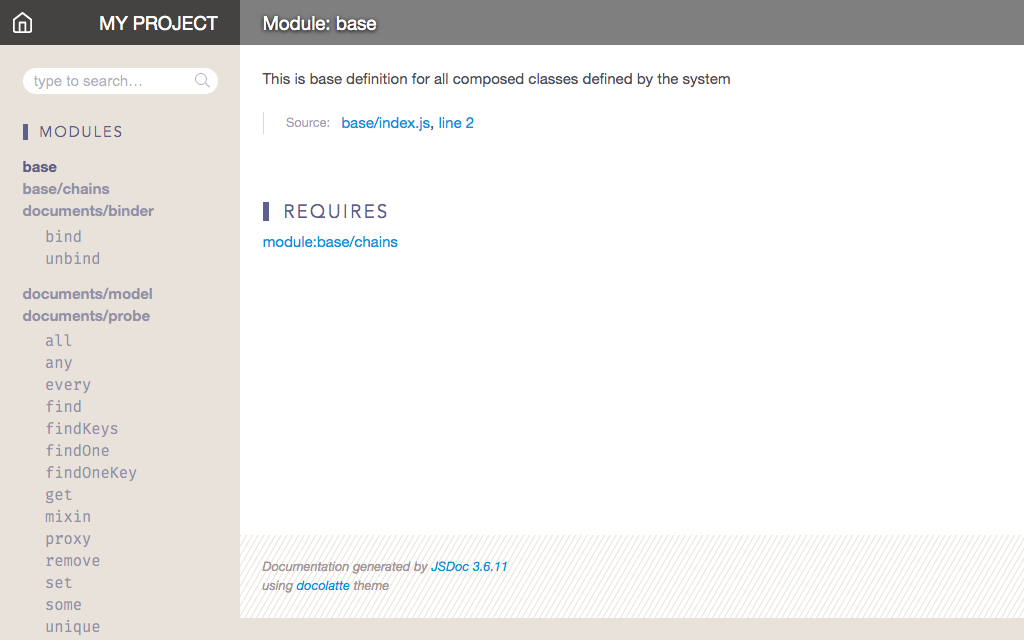 MY PROJECT
Module: base
type to search...
MODULES
base
base/chains
documents/binder
bind
unbind
documents/model
documents/probe
all
any
every
find
findKeys
findOne
findOneKey
get
mixin
proxy
remove
set
some
unique
This is base definition for all composed classes defined by the system
Source: base/index.js, line 2
REQUIRES
module:base/chains
Documentation generated by JSDoc 3.6.11
using docolatte theme